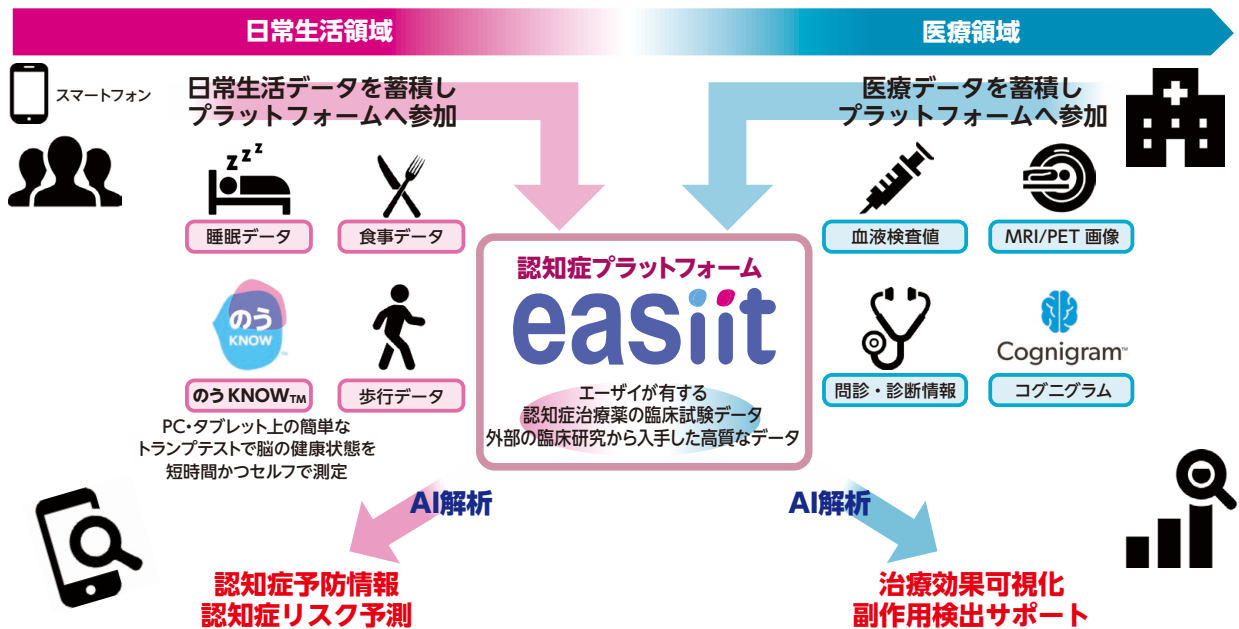 日常生活領域
医療領域
スマートフォン
日常生活データを蓄積し
プラットフォームへ参加
医療データを蓄積し
プラットフォームへ参加
zzz
睡眠データ
食事データ
血液検査値
MRI/PET 画像
認知症プラットフォーム
easiit
のう
KNOW
TM
Cognigram™
のう KNOW™
歩行データ
問診・診断情報
コグニグラム
PC・タブレット上の簡単な
トランプテストで脳の健康状態を
短時間かつセルフで測定
エーザイが有する
認知症治療薬の臨床試験データ
外部の臨床研究から入手した高質なデータ
AI解析
AI解析
認知症予防情報
認知症リスク予測
治療効果可視化
副作用検出サポート